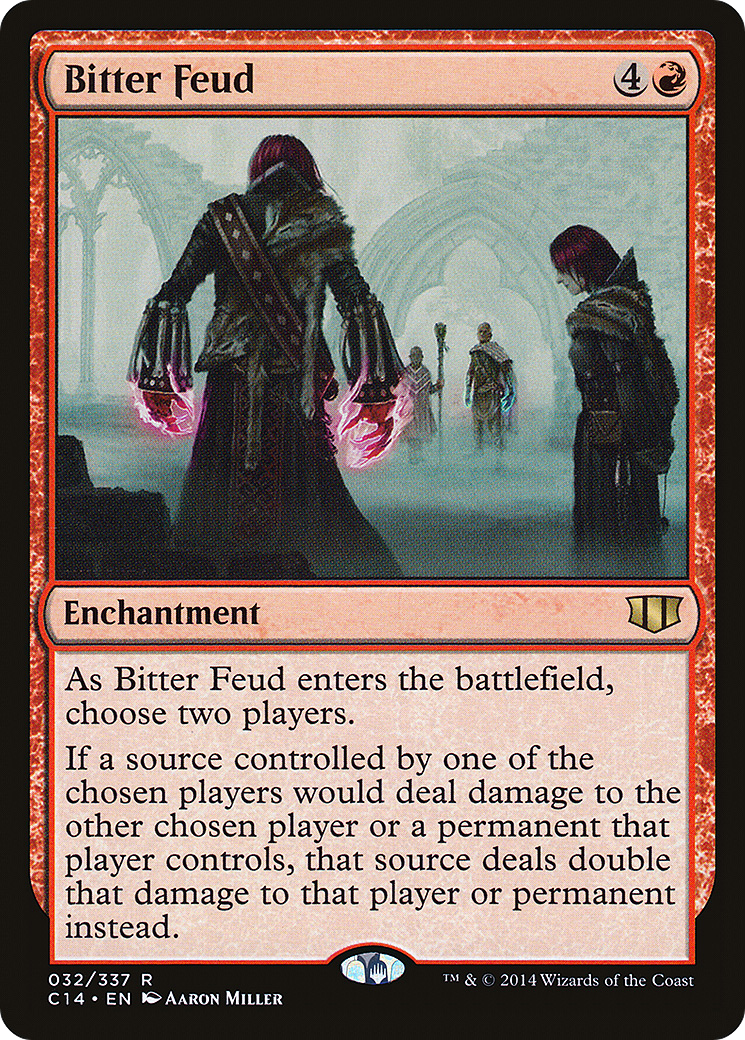 Bitter Feud 4
Enchantment
As Bitter Feud enters the battlefield,
choose two players.
If a source controlled by one of the
chosen players would deal damage to the
other chosen player or a permanent that
player controls, that source deals double
that damage to that player or permanent
instead.
032/337 R
C14 • EN Aaron Miller
™ & © 2014 Wizards of the Coast